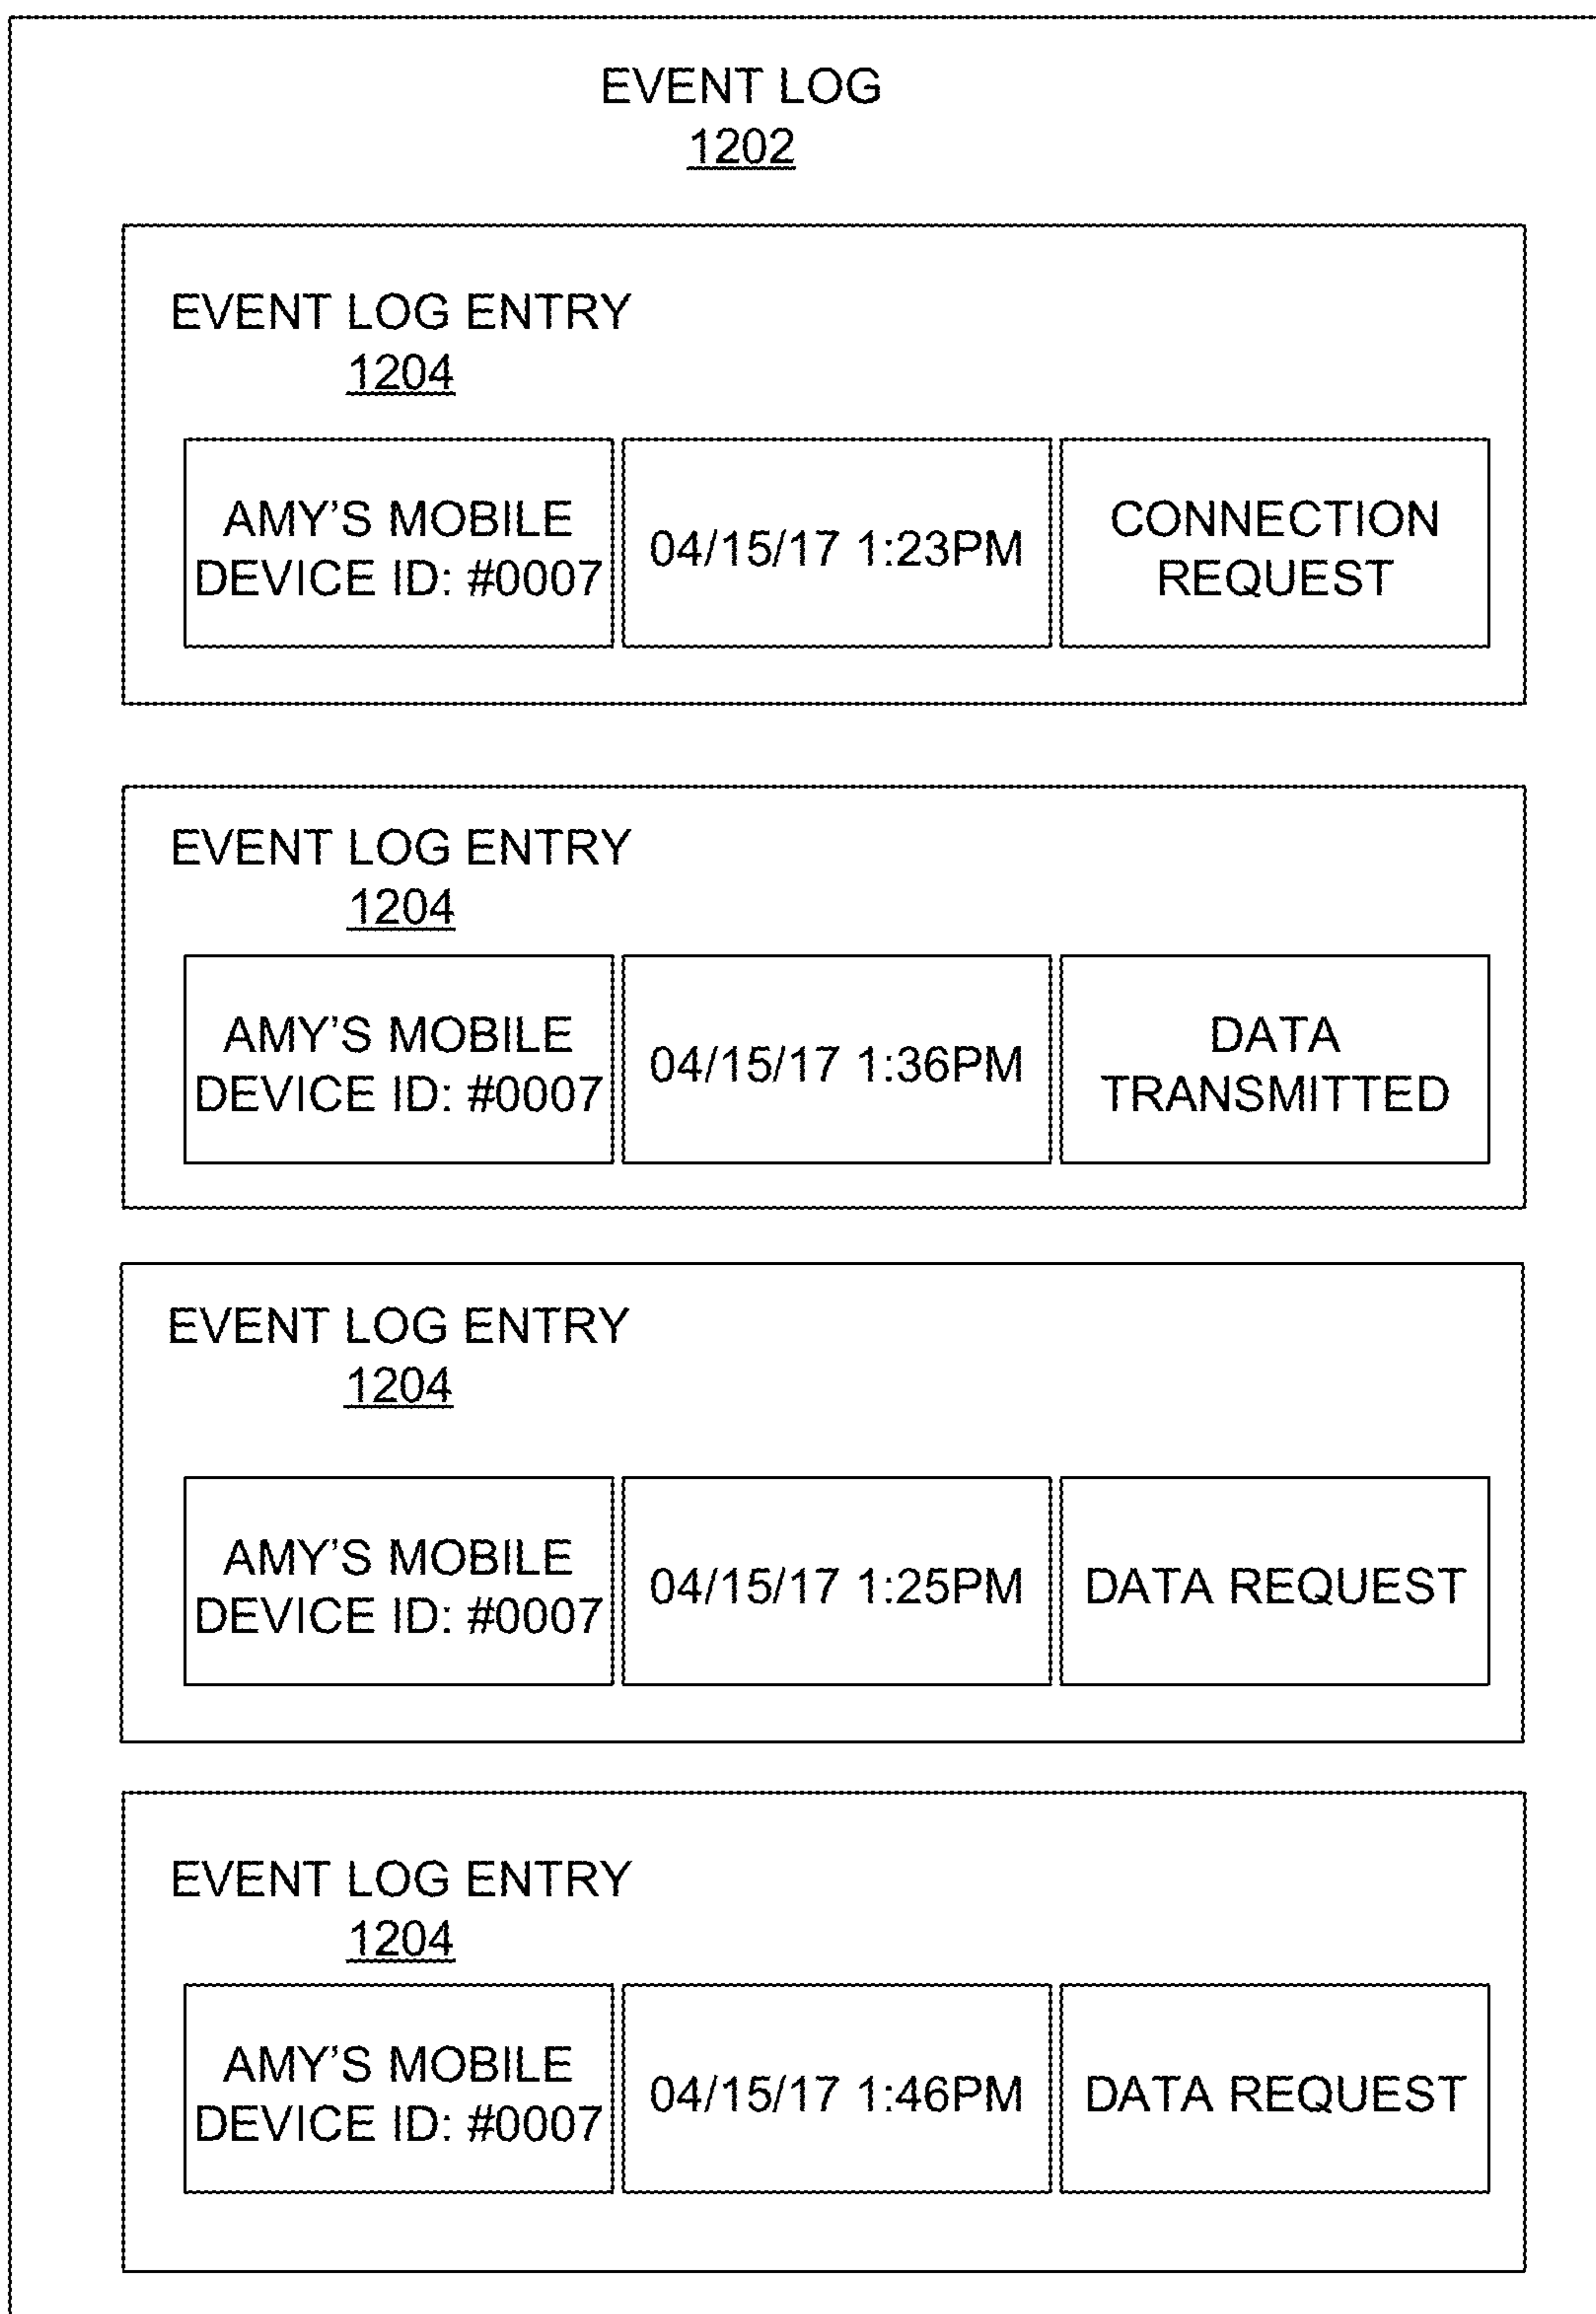 EVENT LOG
1202
EVENT LOG ENTRY
1204
AMY'S MOBILE
DEVICE ID: #0007
04/15/17 1:23PM
CONNECTION
REQUEST
EVENT LOG ENTRY
1204
AMY'S MOBILE
DEVICE ID: #0007
04/15/17 1:36PM
DATA
TRANSMITTED
EVENT LOG ENTRY
1204
AMY'S MOBILE
DEVICE ID: #0007
04/15/17 1:25PM
DATA REQUEST
EVENT LOG ENTRY
1204
AMY'S MOBILE
DEVICE ID: #0007
04/15/17 1:46PM
DATA REQUEST